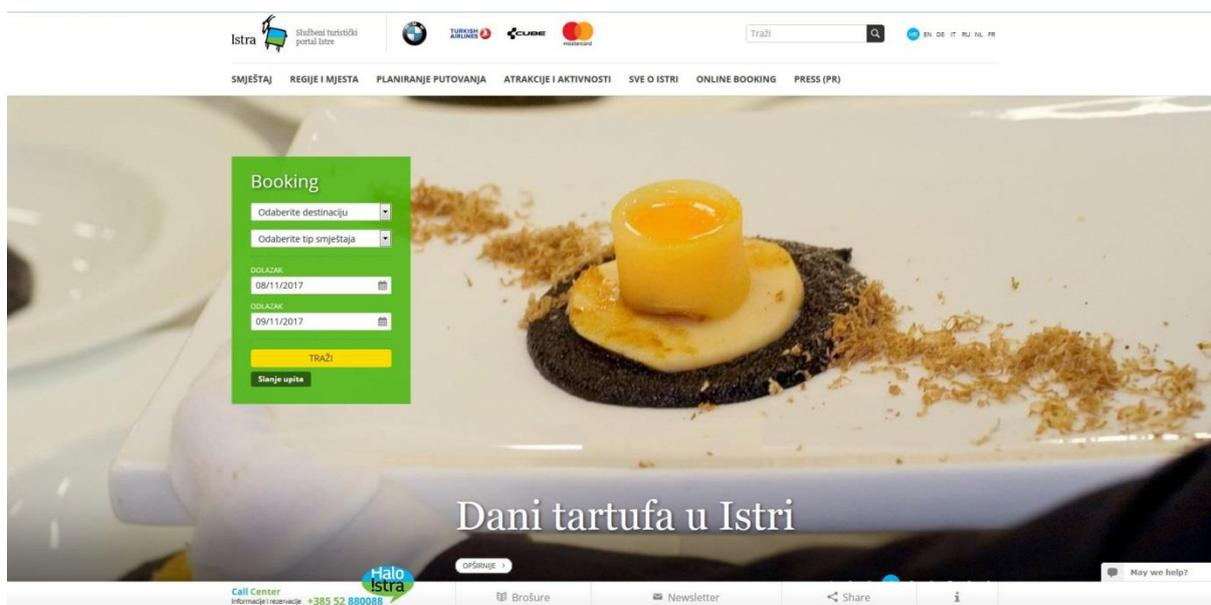 Istra
Službeni turistički
portal Istre
TURKISH
AIRLINES
CUBE
mastercard
Traži
HR EN DE IT RU NL FR
SMJEŠTAJ REGIJE I MJESTA PLANIRANJE PUTOVANJA ATRAKCIJE I AKTIVNOSTI SVE O ISTRI ONLINE BOOKING PRESS (PR)
Booking
Odaberite destinaciju
Odaberite tip smještaja
DOLAZAK
08/11/2017
ODLAZAK
09/11/2017
TRAŽI
Slanje upita
Dani tartufa u Istri
OPŠIRNIJE >
Call Center
Informacije i rezervacije +385 52 880088
Halo
Istra
Brošure
Newsletter
Share
i
May we help?